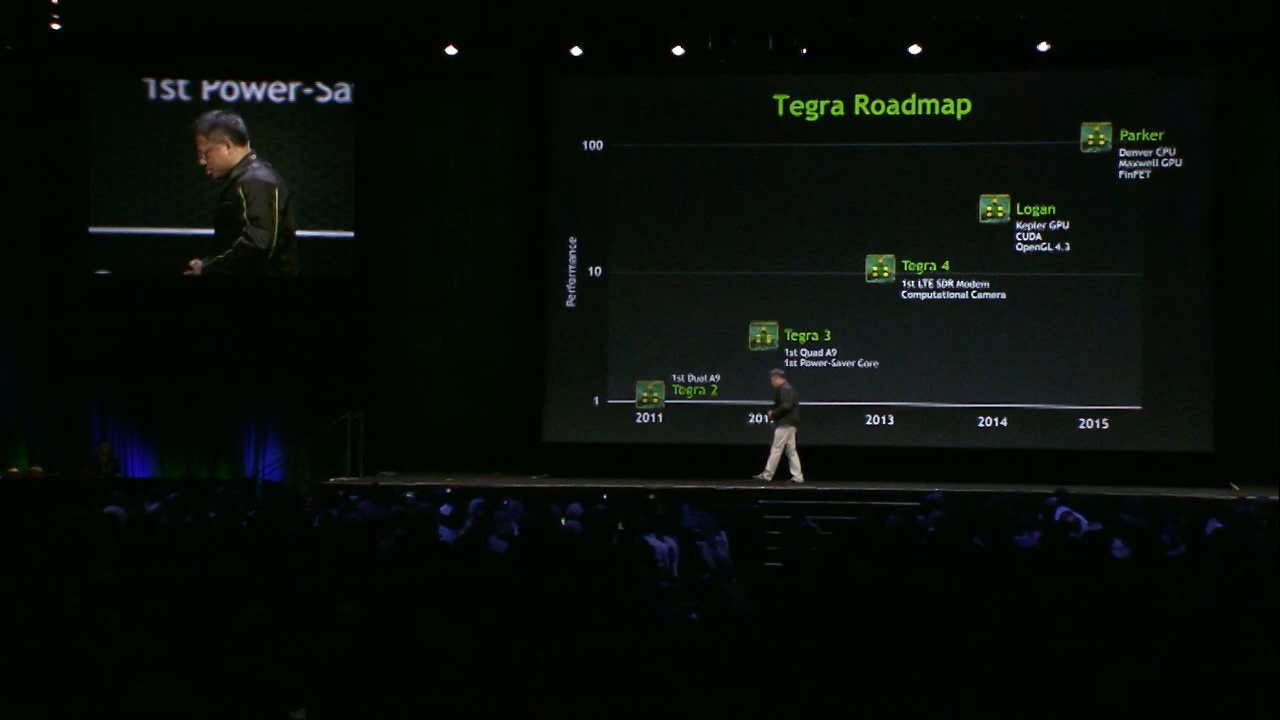 1st Power-Sa
Tegra Roadmap
100
Parker
Denver CPU
Maxwell GPU
FinFET
Logan
Kepler GPU
CUDA
OpenGL 4.3
Performance
10
Tegra 4
1st LTE SDR Modem
Computational Camera
Tegra 3
1st Quad A9
1st Power-Saver Core
1st Dual A9
Tegra 2
1
2011
201
2013
2014
2015